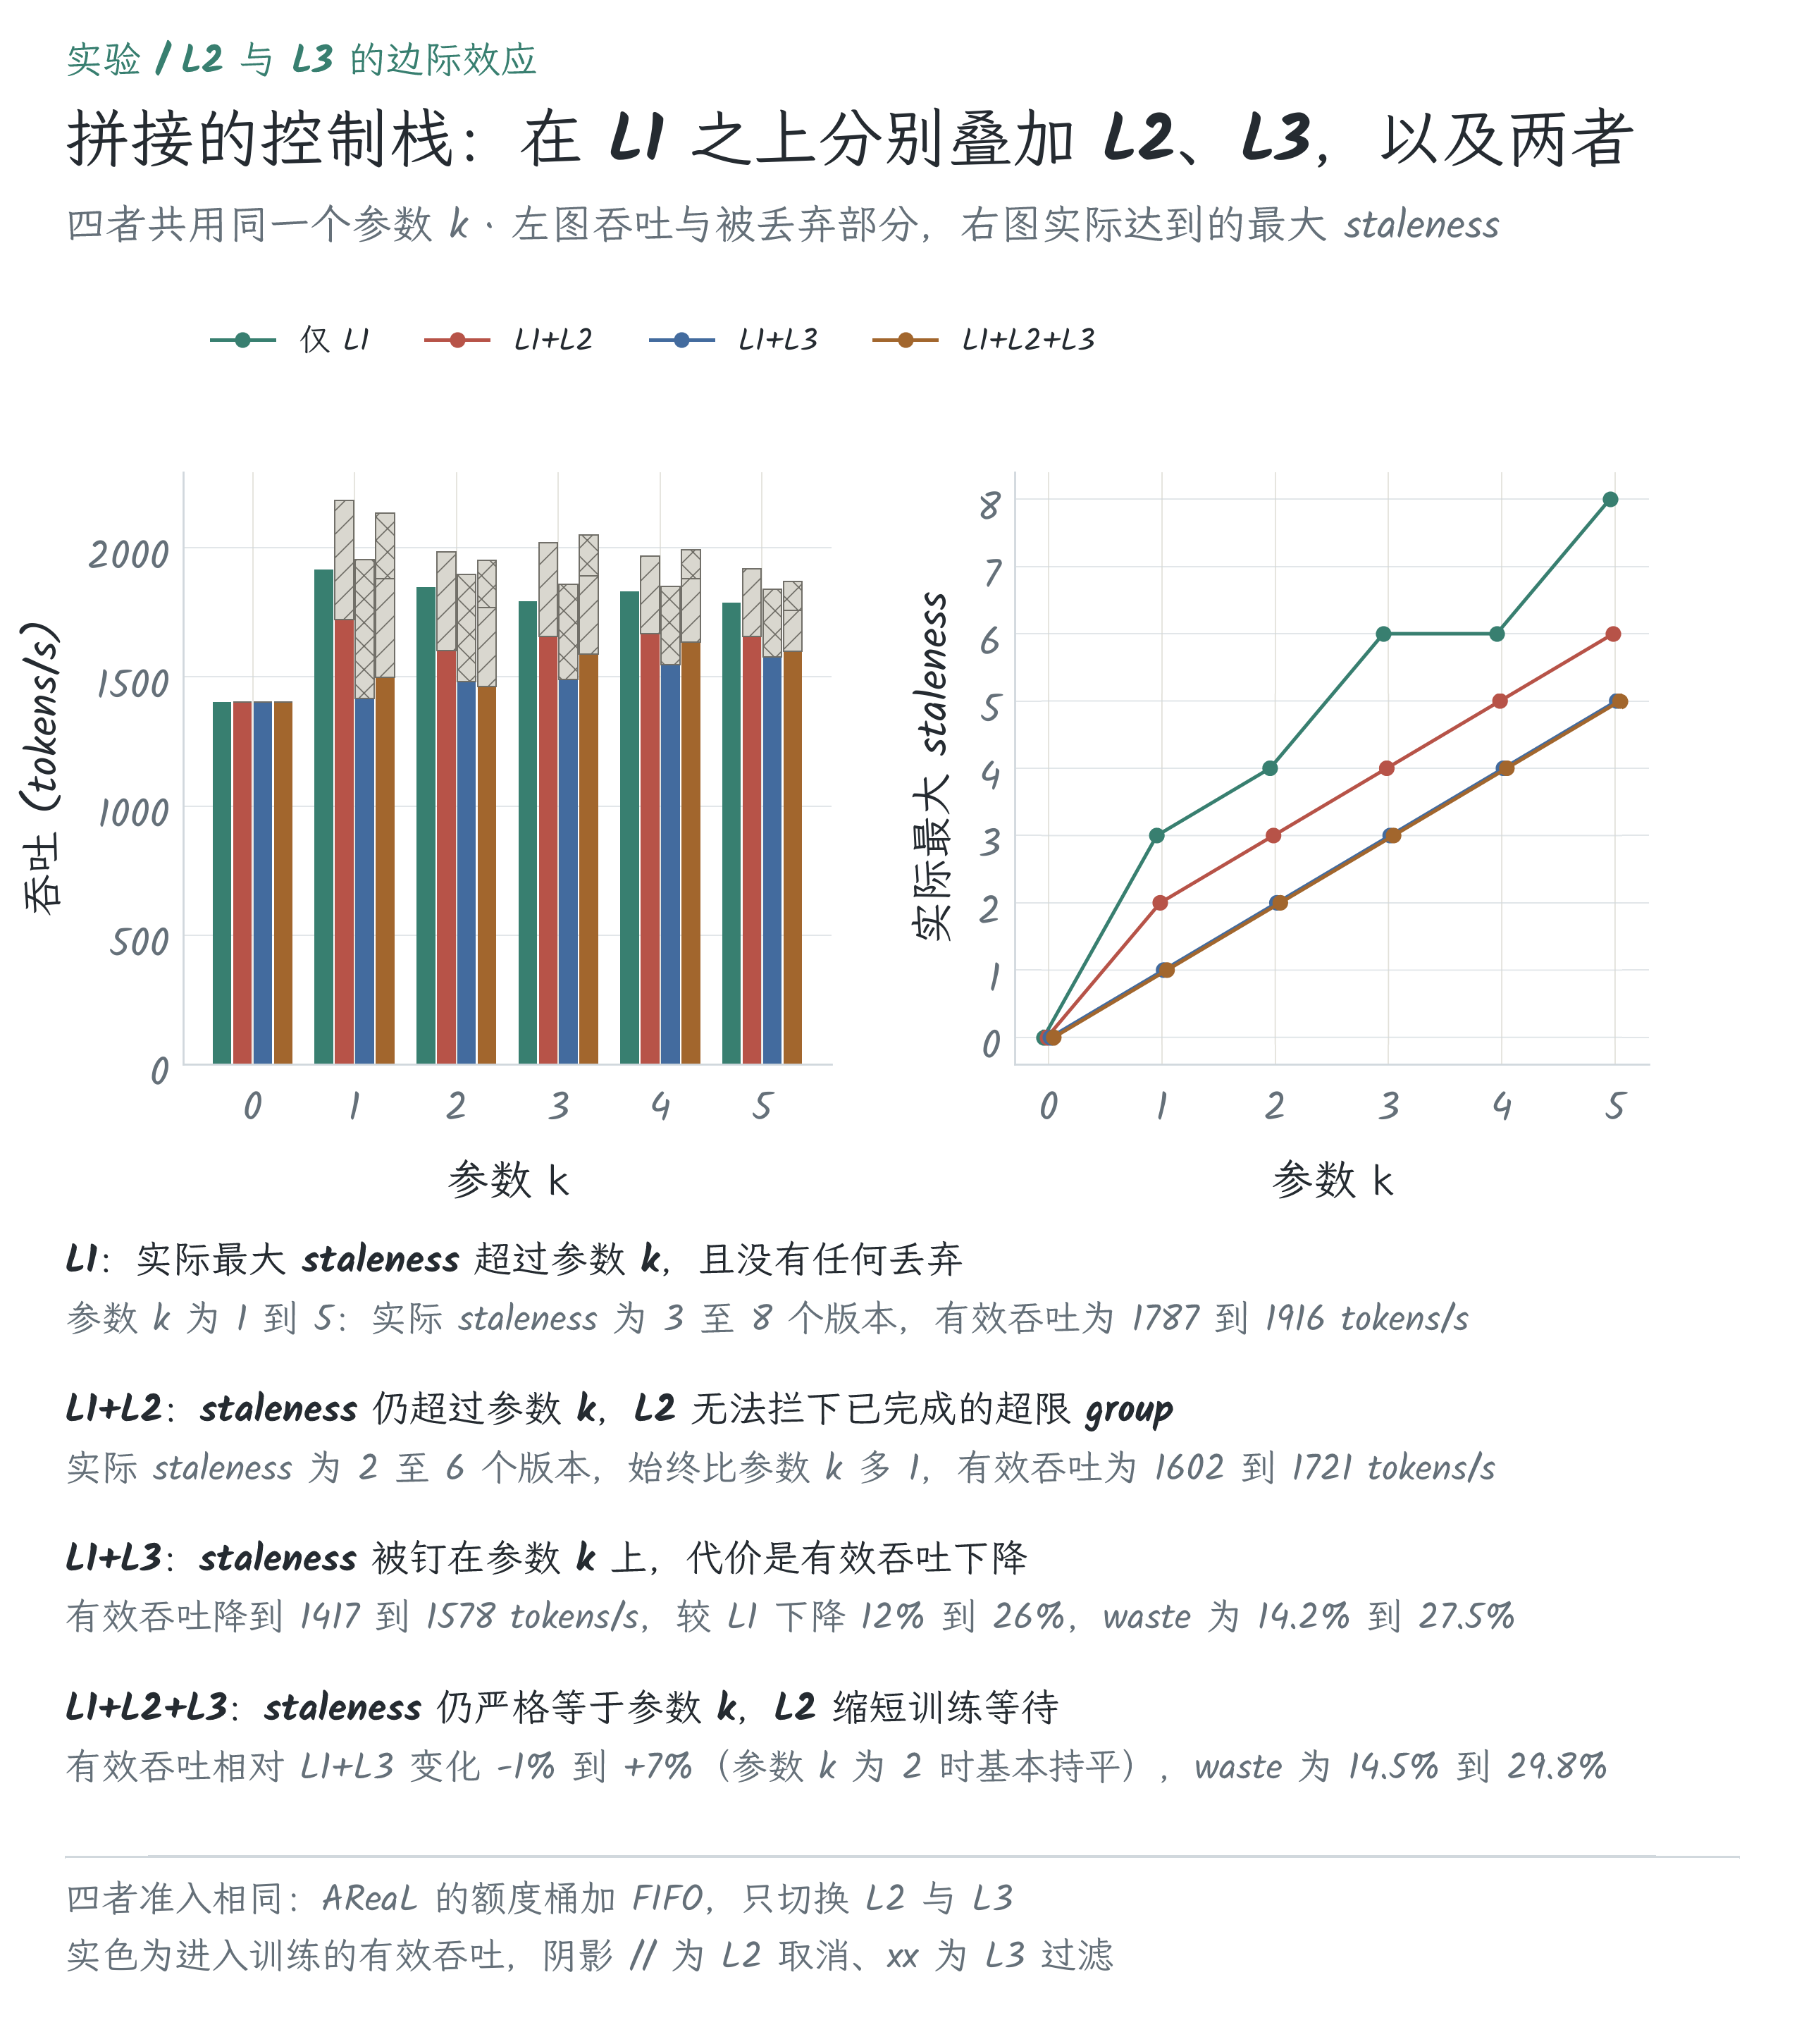 实验 / L2 与 L3 的边际效应
拼接的控制栈：在 L1 之上分别叠加 L2、L3，以及两者
四者共用同一个参数 k · 左图吞吐与被丢弃部分，右图实际达到的最大 staleness
仅 L1
L1+L2
L1+L3
L1+L2+L3
吞吐 (tokens/s)
2000
1500
1000
500
0
0 1 2 3 4 5
参数 k
实际最大 staleness
8
7
6
5
4
3
2
1
0
0 1 2 3 4 5
参数 k
L1：实际最大 staleness 超过参数 k，且没有任何丢弃
参数 k 为 1 到 5：实际 staleness 为 3 至 8 个版本，有效吞吐为 1787 到 1916 tokens/s
L1+L2：staleness 仍超过参数 k，L2 无法拦下已完成的超限 group
实际 staleness 为 2 至 6 个版本，始终比参数 k 多 1，有效吞吐为 1602 到 1721 tokens/s
L1+L3：staleness 被钉在参数 k 上，代价是有效吞吐下降
有效吞吐降到 1417 到 1578 tokens/s，较 L1 下降 12% 到 26%，waste 为 14.2% 到 27.5%
L1+L2+L3：staleness 仍严格等于参数 k，L2 缩短训练等待
有效吞吐相对 L1+L3 变化 -1% 到 +7%（参数 k 为 2 时基本持平），waste 为 14.5% 到 29.8%
四者准入相同：AReaL 的额度桶加 FIFO，只切换 L2 与 L3
实色为进入训练的有效吞吐，阴影 // 为 L2 取消、xx 为 L3 过滤